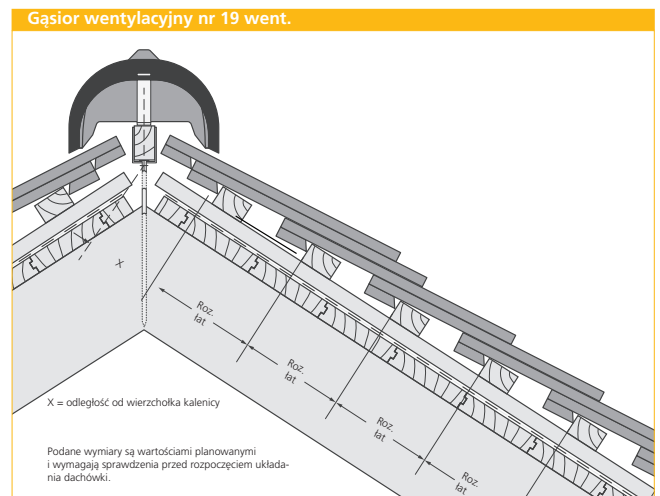 Gąsior wentylacyjny nr 19 went.
X
Roz.
łat
Roz.
łat
Roz.
łat
Roz.
łat
X = odległość od wierzchołka kalenicy
Podane wymiary są wartościami planowanymi
i wymagają sprawdzenia przed rozpoczęciem układa-
nia dachówki.